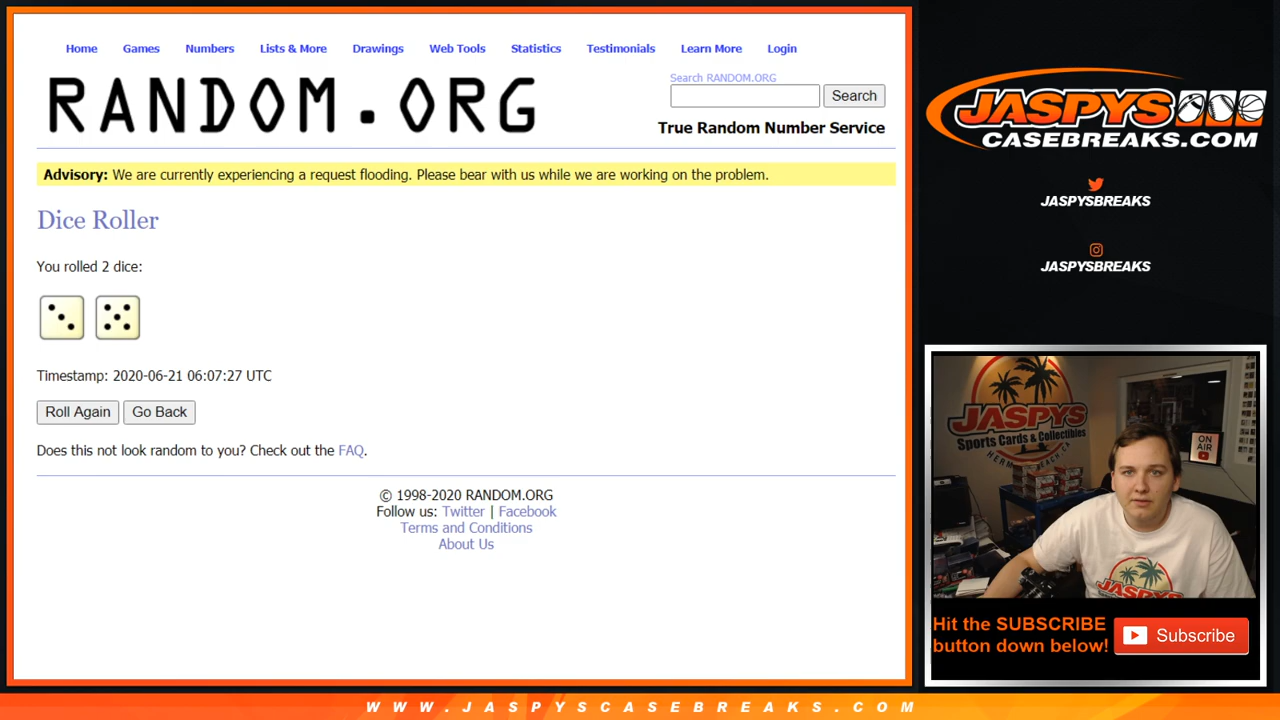 Home Games Numbers Lists & More Drawings Web Tools Statistics Testimonials Learn More Login
RANDOM.ORG
Search RANDOM.ORG
Search
True Random Number Service
Advisory: We are currently experiencing a request flooding. Please bear with us while we are working on the problem.
Dice Roller
You rolled 2 dice:
Timestamp: 2020-06-21 06:07:27 UTC
Roll Again Go Back
Does this not look random to you? Check out the FAQ.
© 1998-2020 RANDOM.ORG
Follow us: Twitter | Facebook
Terms and Conditions
About Us
JASPYS
CASEBREAKS.COM
JASPYSBREAKS
JASPYSBREAKS
JASPYS
Sports Cards & Collectibles
ON
AIR
Hit the SUBSCRIBE
button down below!
Subscribe
WWW.JASPYSCASEBREAKS.COM